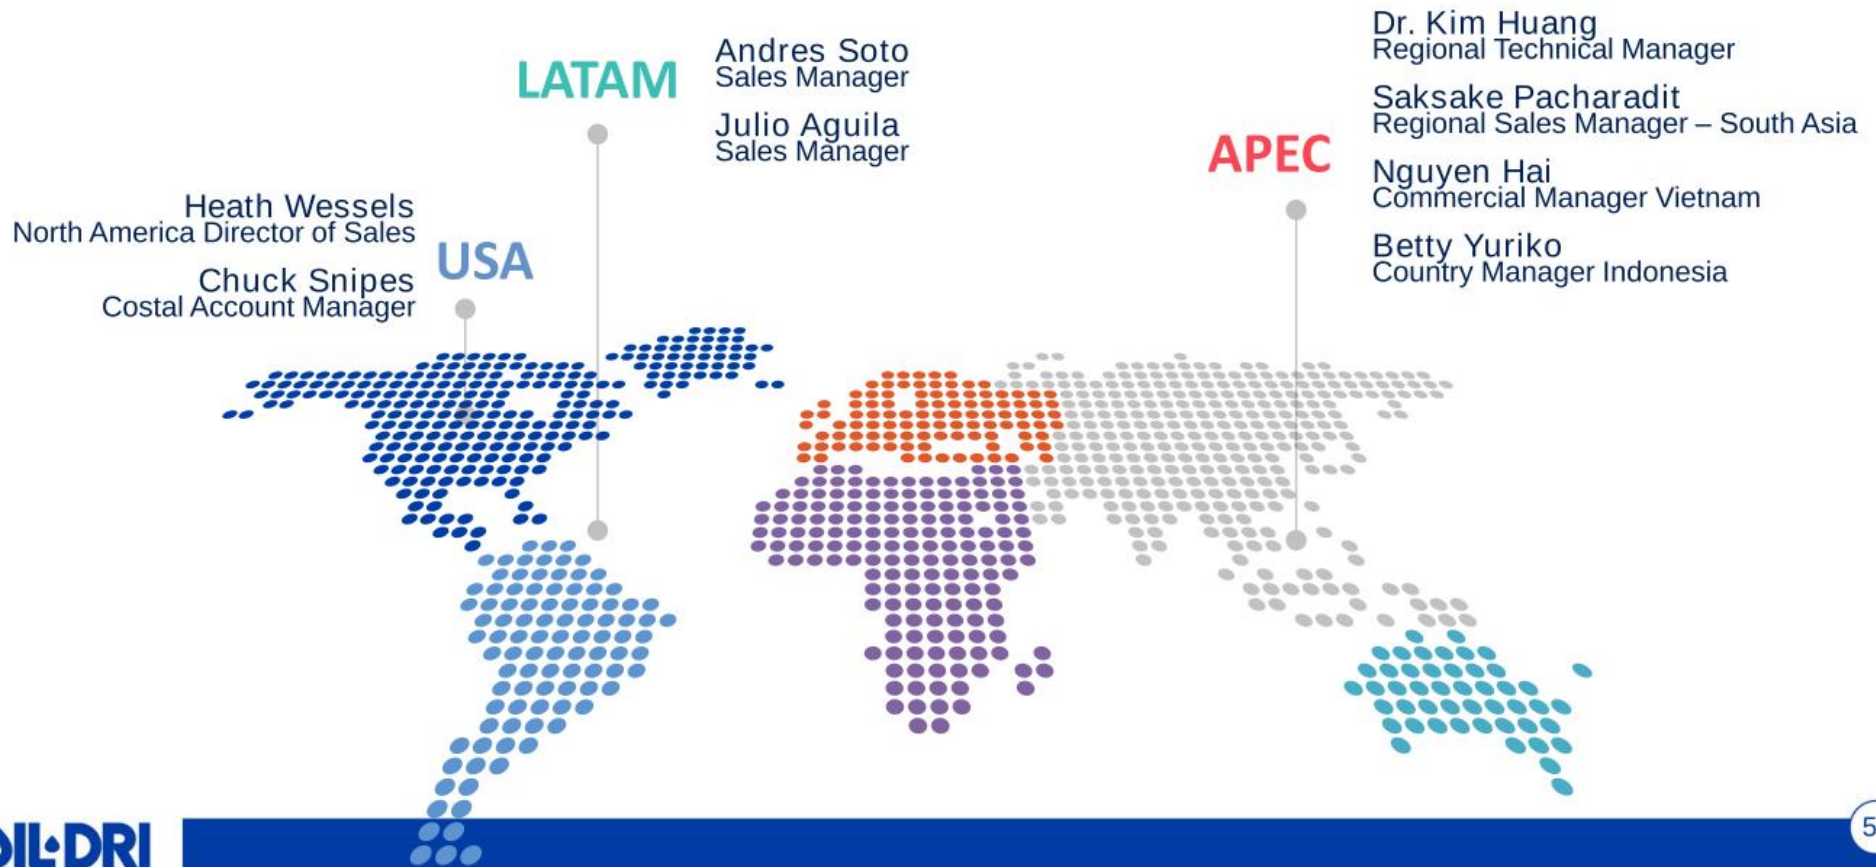 LATAM
Andres Soto
Sales Manager
Julio Aguila
Sales Manager
Heath Wessels
North America Director of Sales
Chuck Snipes
Costal Account Manager
USA
APEC
Dr. Kim Huang
Regional Technical Manager
Saksake Pacharadit
Regional Sales Manager – South Asia
Nguyen Hai
Commercial Manager Vietnam
Betty Yuriko
Country Manager Indonesia
OIL·DRI
5